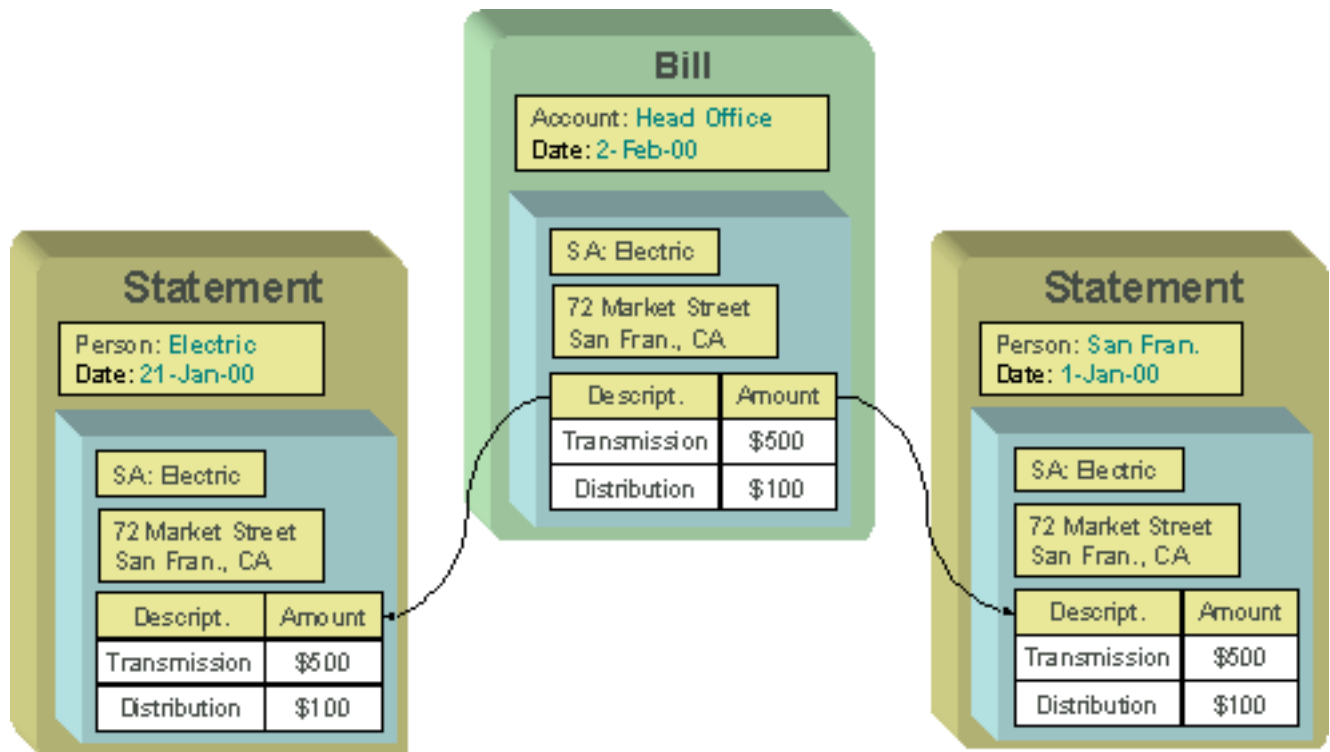 Bill
Account: Head Office
Date: 2-Feb-00
SA: Electric
72 Market Street
San Fran., CA
Descript. Amount
Transmission $500
Distribution $100
Statement
Person: Electric
Date: 21-Jan-00
SA: Electric
72 Market Street
San Fran., CA
Descript. Amount
Transmission $500
Distribution $100
Statement
Person: San Fran.
Date: 1-Jan-00
SA: Electric
72 Market Street
San Fran., CA
Descript. Amount
Transmission $500
Distribution $100